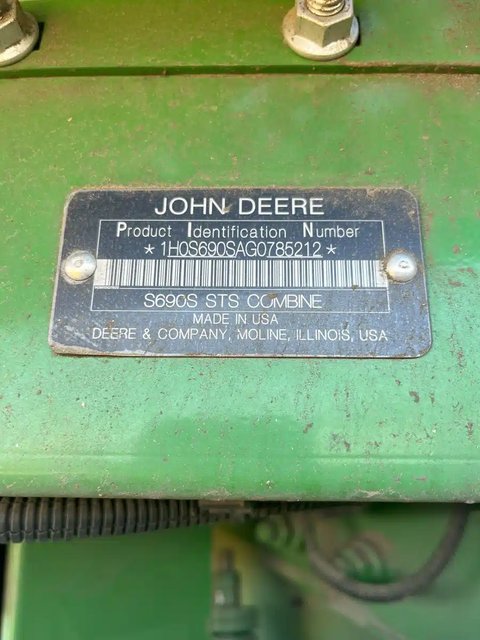 JOHN DEERE
Product Identification Number
*1H0S690SAG0785212*
S690S STS COMBINE
MADE IN USA
DEERE & COMPANY, MOLINE, ILLINOIS, USA